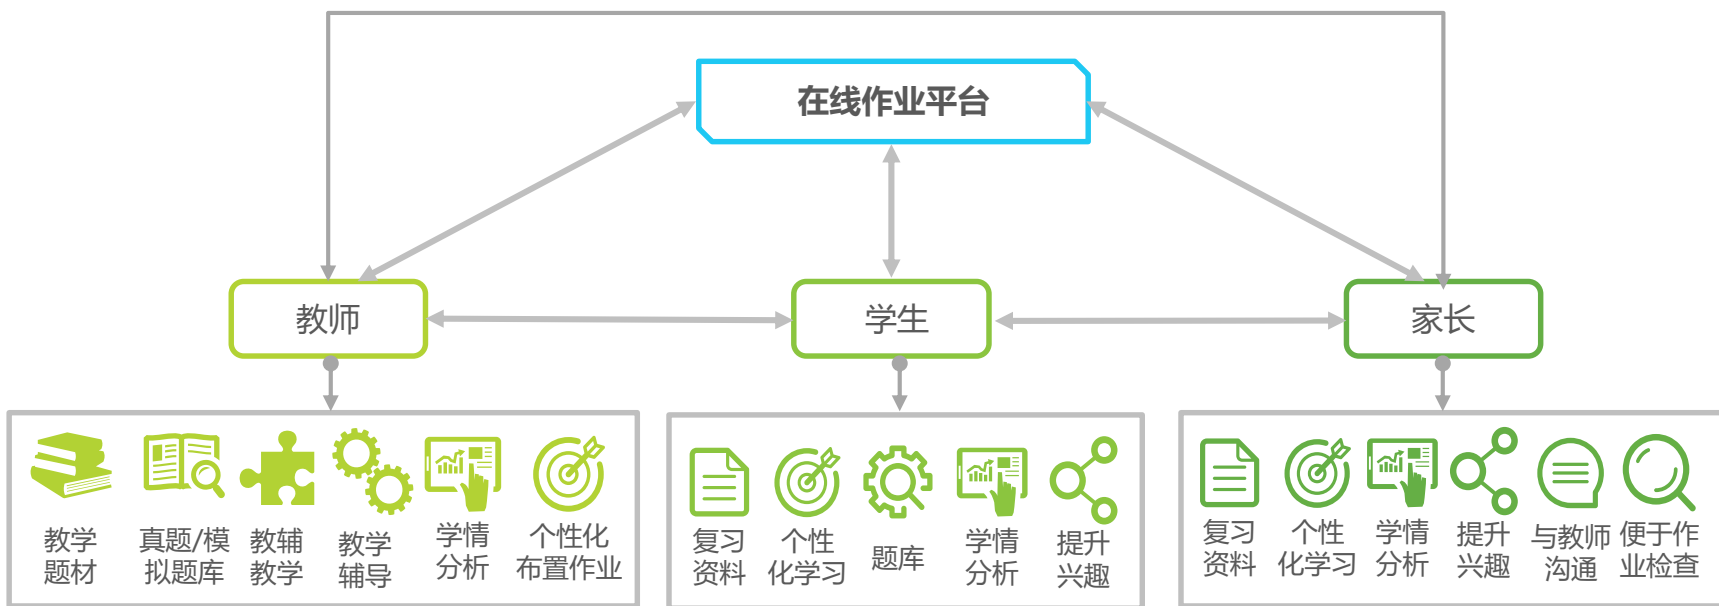 在线作业平台
教师
学生
家长
教学
题材
真题/模
拟题库
教辅
教学
教学
辅导
学情
分析
个性化
布置作业
复习
资料
个性
化学习
题库
学情
分析
提升
兴趣
复习
资料
个性
化学习
学情
分析
提升
兴趣
与教师
沟通
便于作
业检查